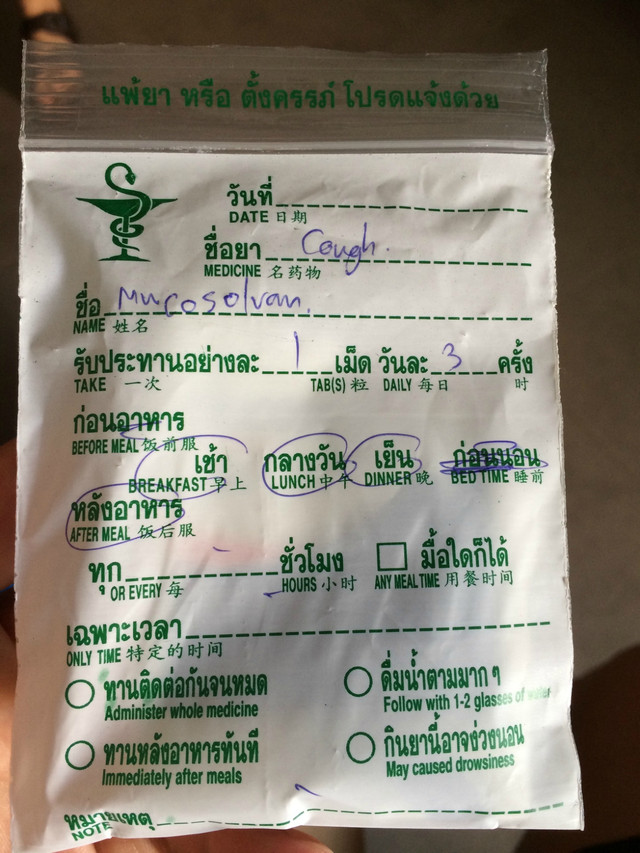 แพ้ยา หรือ ตั้งครรภ์ โปรดแจ้งด้วย
วันที่
DATE 日期
ชื่อยา Cough.
MEDICINE 名药物
ชื่อ Mucosolvan.
NAME 姓名
รับประทานอย่างละ 1 เม็ด วันละ 3 ครั้ง
TAKE 一次 TAB(S) 粒 DAILY 每日 时
ก่อนอาหาร
BEFORE MEAL 饭前服
เช้า กลางวัน เย็น ก่อนนอน
BREAKFAST 早上 LUNCH 中午 DINNER 晚 BED TIME 睡前
หลังอาหาร
AFTER MEAL 饭后服
ทุก ชั่วโมง มื้อใดก็ได้
OR EVERY 每 HOURS 小时 ANY MEAL TIME 用餐时间
เฉพาะเวลา
ONLY TIME 特定的时间
ทานติดต่อกันจนหมด ดื่มน้ำตามมาก ๆ
Administer whole medicine Follow with 1-2 glasses of water
ทานหลังอาหารทันที กินยานี้อาจง่วงนอน
Immediately after meals May caused drowsiness
หมายเหตุ
NOTE